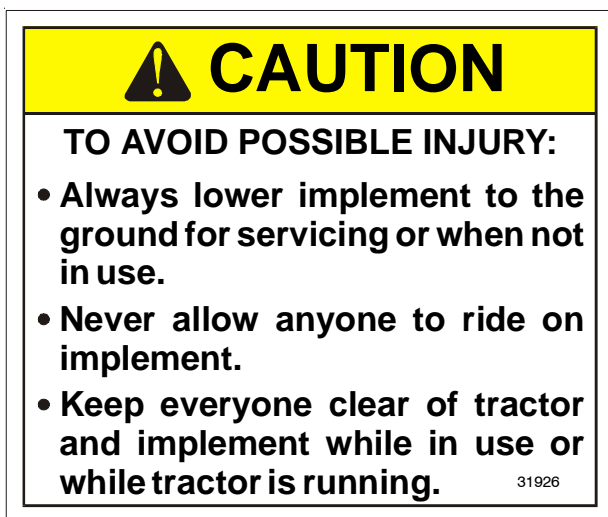 CAUTION
TO AVOID POSSIBLE INJURY:
• Always lower implement to the
ground for servicing or when not
in use.
• Never allow anyone to ride on
implement.
• Keep everyone clear of tractor
and implement while in use or
while tractor is running. 31926